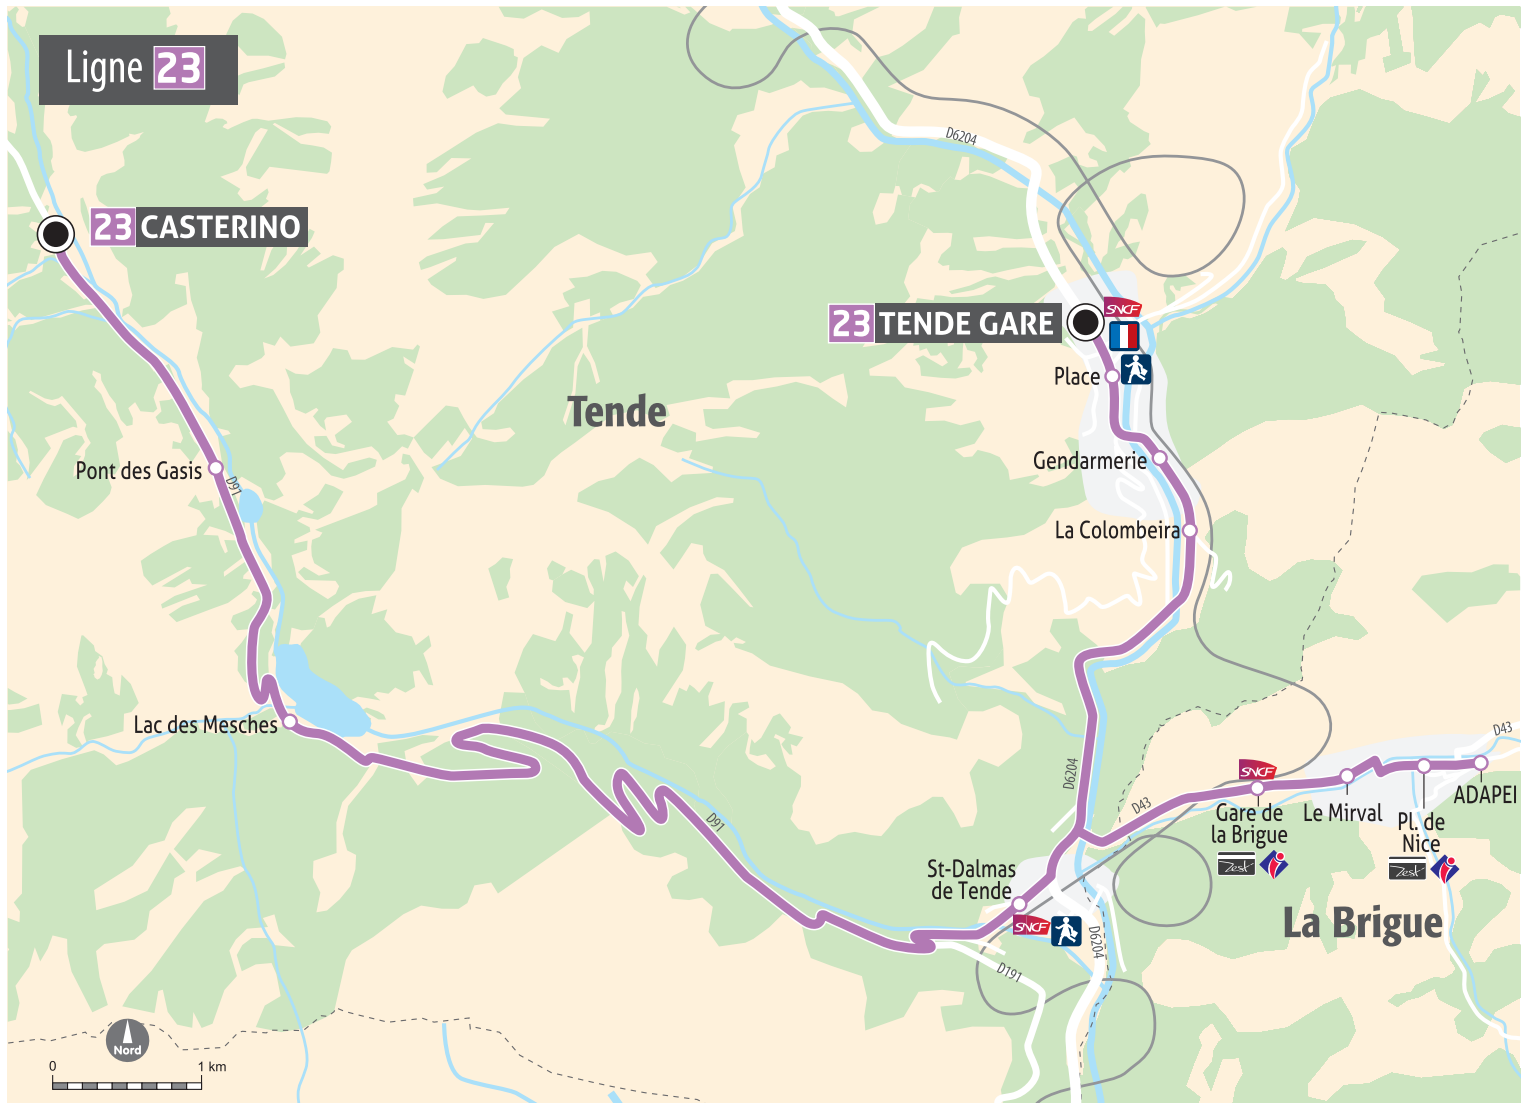 Ligne 23
D6204
23 CASTERINO
SNCF
23 TENDE GARE
Place
Tende
Gendarmerie
Pont des Gasis
D91
La Colombeira
Lac des Mesches
D43
D6204
SNCF
D43
ADAPEI
Gare de
la Brigue
Le Mirval
Pl. de
Nice
D91
Zest
Zest
St-Dalmas
de Tende
La Brigue
SNCF
D6204
D191
Nord
0
1 km